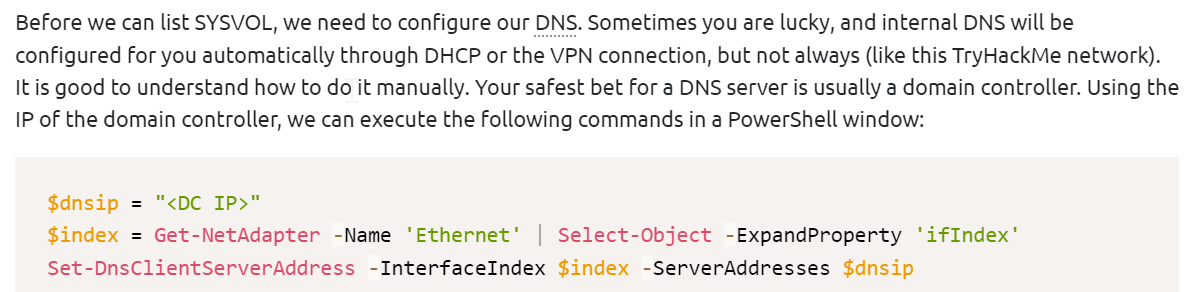 Before we can list SYSVOL, we need to configure our DNS. Sometimes you are lucky, and internal DNS will be
configured for you automatically through DHCP or the VPN connection, but not always (like this TryHackMe network).
It is good to understand how to do it manually. Your safest bet for a DNS server is usually a domain controller. Using the
IP of the domain controller, we can execute the following commands in a PowerShell window:
$dnsip = "<DC IP>"
$index = Get-NetAdapter -Name 'Ethernet' | Select-Object -ExpandProperty 'ifIndex'
Set-DnsClientServerAddress -InterfaceIndex $index -ServerAddresses $dnsip